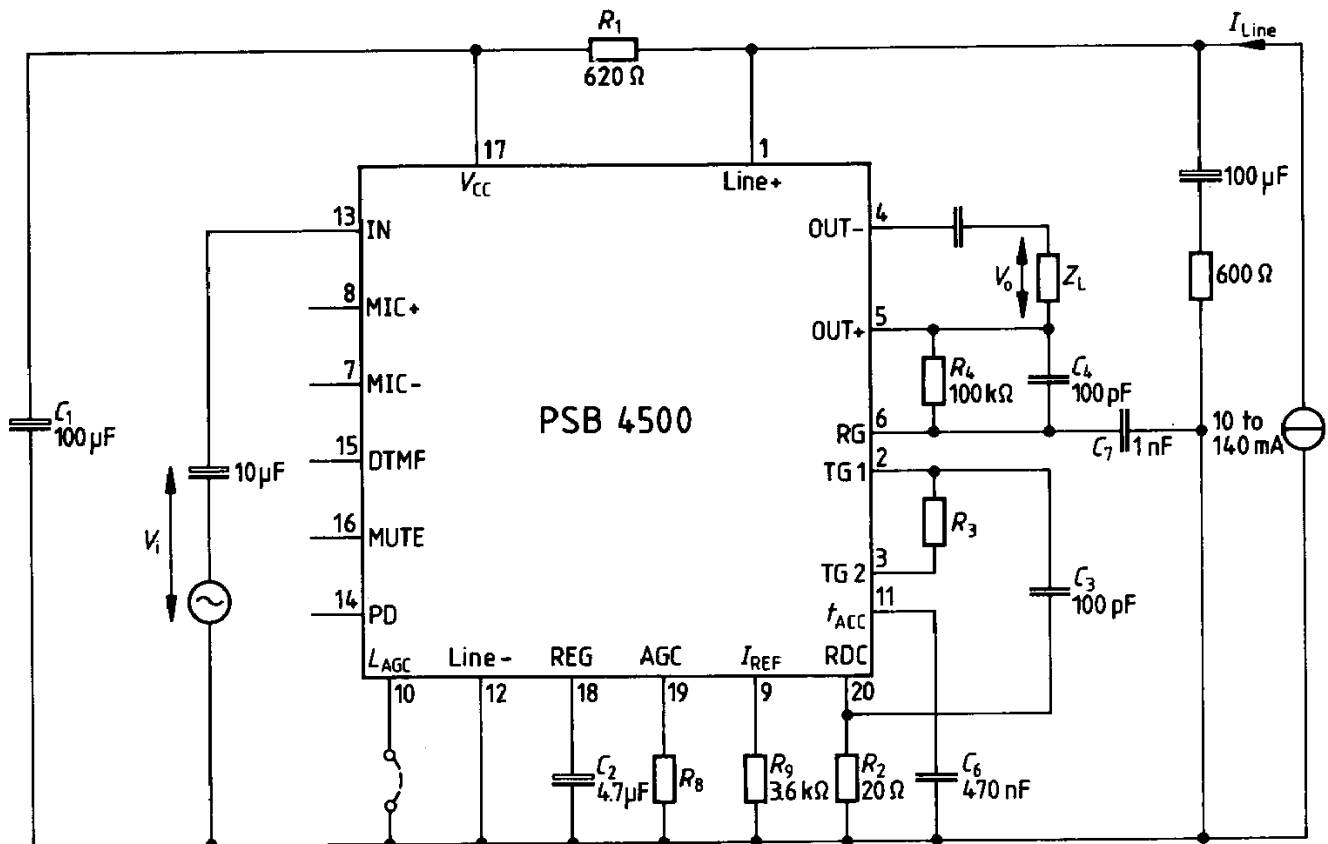 R1
620 Ω
ILine
17
1
VCC
Line+
100 µF
13
IN
4
OUT-
Vo
ZL
600 Ω
8
MIC+
5
OUT+
R4
100 kΩ
C4
100 pF
7
MIC-
C1
100 µF
PSB 4500
6
RG
C7
1 nF
10 to
140 mA
15
DTMF
10 µF
2
TG 1
R3
Vi
16
MUTE
3
TG 2
C3
100 pF
14
PD
11
tACC
LAGC
Line-
REG
AGC
IREF
RDC
10
12
18
19
9
20
C2
4.7 µF
R8
R9
3.6 kΩ
R2
20 Ω
C6
470 nF